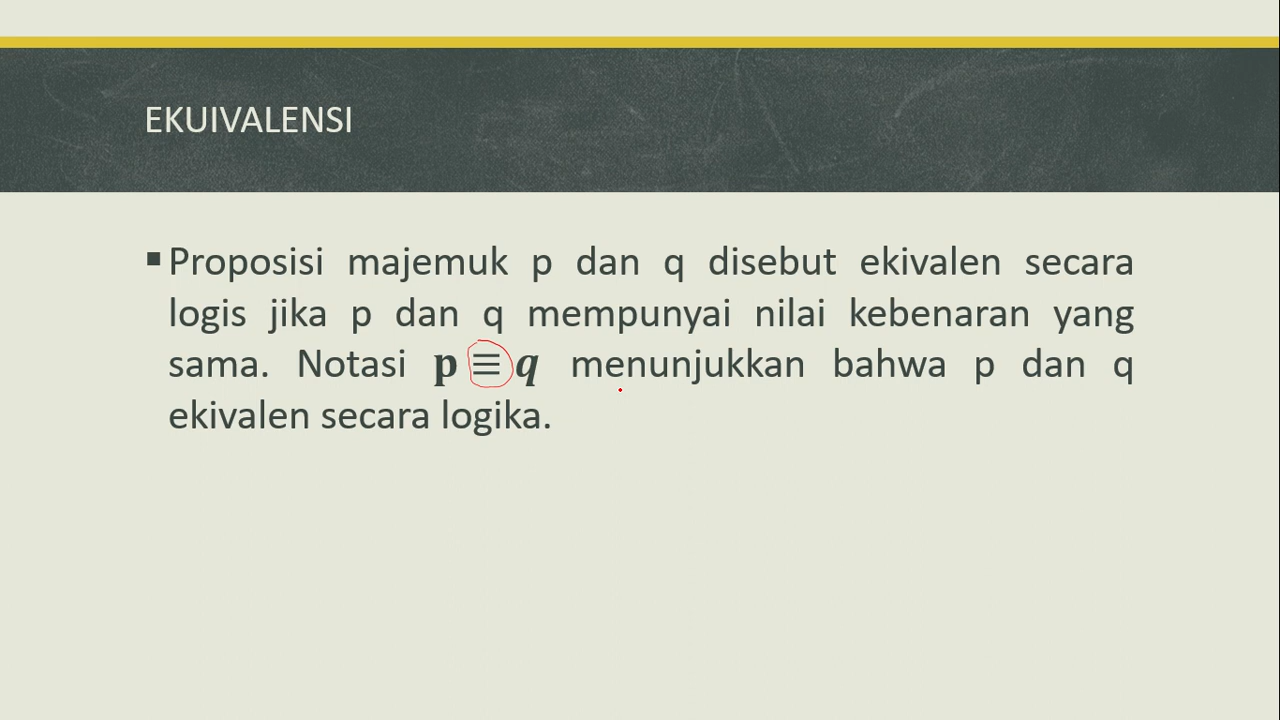 EKUIVALENSI
▪ Proposisi majemuk p dan q disebut ekivalen secara
logis jika p dan q mempunyai nilai kebenaran yang
sama. Notasi p ≡ q menunjukkan bahwa p dan q
ekivalen secara logika.